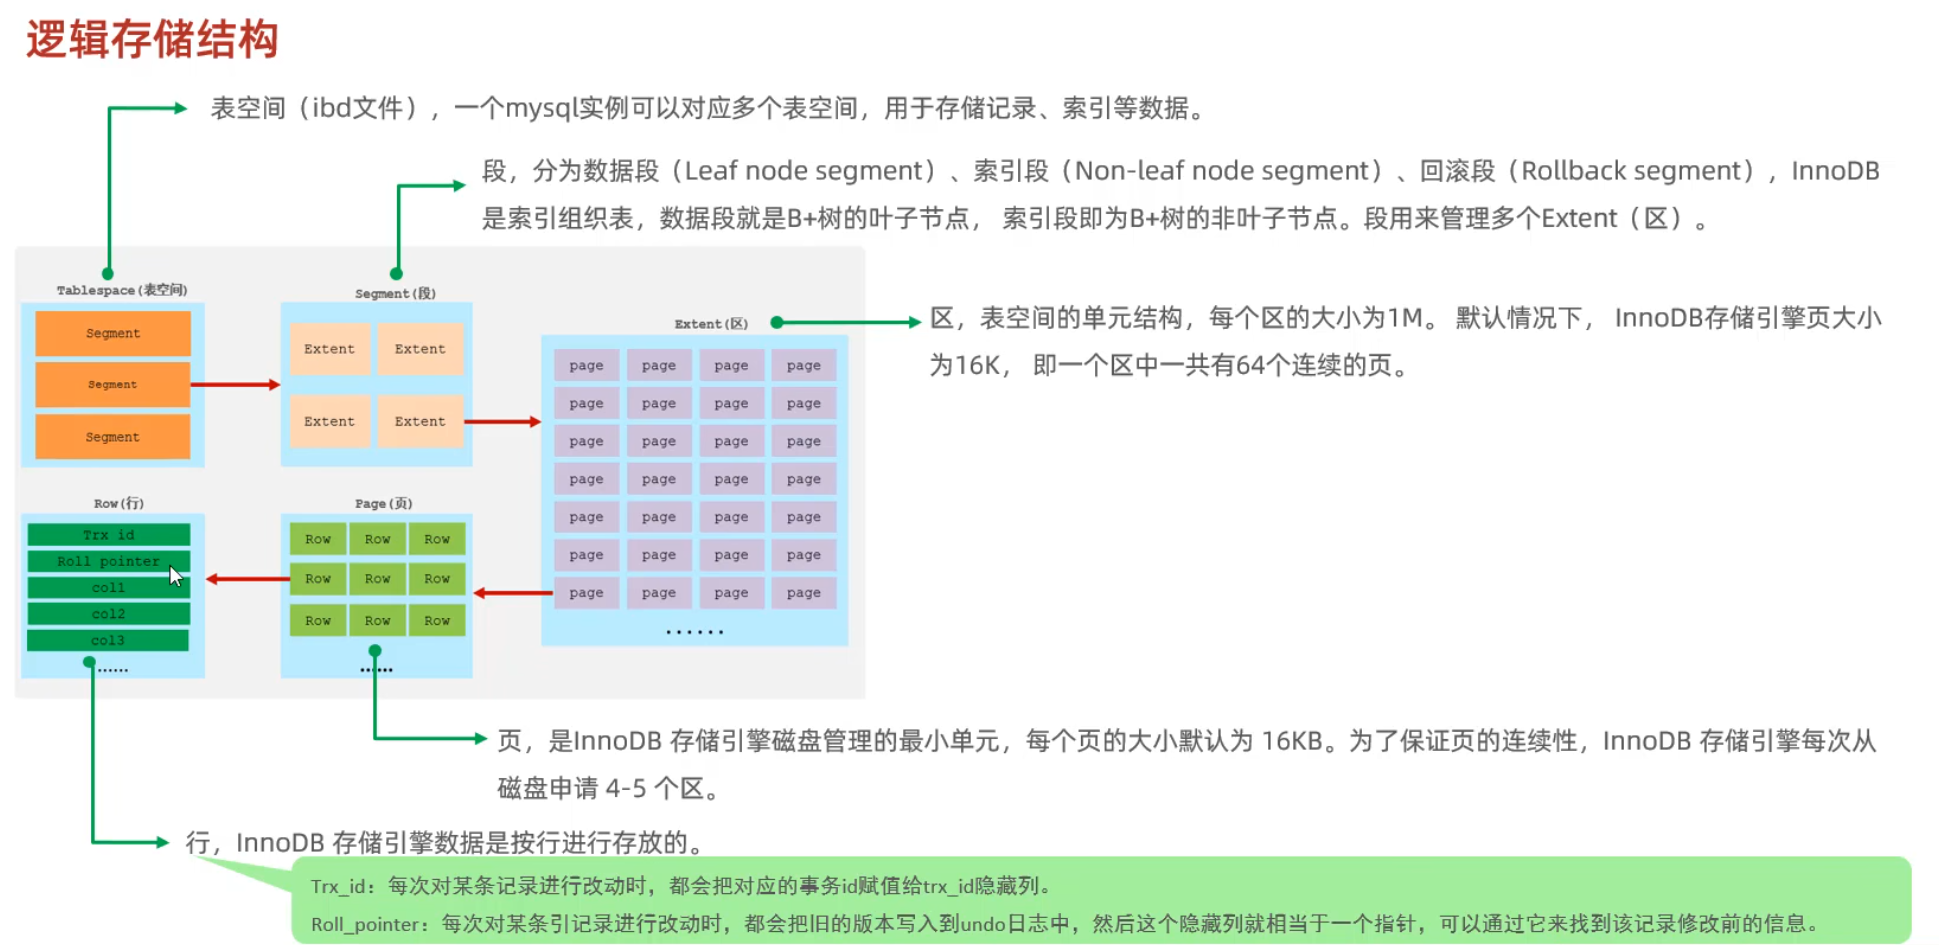 逻辑存储结构
表空间（ibd文件），一个mysql实例可以对应多个表空间，用于存储记录、索引等数据。
段，分为数据段（Leaf node segment）、索引段（Non-leaf node segment）、回滚段（Rollback segment），InnoDB
是索引组织表，数据段就是B+树的叶子节点， 索引段即为B+树的非叶子节点。段用来管理多个Extent（区）。
Tablespace(表空间)
Segment
Segment
Segment
Segment(段)
Extent Extent
Extent Extent
Extent(区)
page page page page
page page page page
page page page page
page page page page
page page page page
page page page page
page page page page
······
区，表空间的单元结构，每个区的大小为1M。 默认情况下， InnoDB存储引擎页大小
为16K， 即一个区中一共有64个连续的页。
Row(行)
Trx id
Roll pointer
col1
col2
col3
······
Page(页)
Row Row Row
Row Row Row
Row Row Row
······
页，是InnoDB 存储引擎磁盘管理的最小单元，每个页的大小默认为 16KB。为了保证页的连续性，InnoDB 存储引擎每次从
磁盘申请 4-5 个区。
行，InnoDB 存储引擎数据是按行进行存放的。
Trx_id：每次对某条记录进行改动时，都会把对应的事务id赋值给trx_id隐藏列。
Roll_pointer：每次对某条引记录进行改动时，都会把旧的版本写入到undo日志中，然后这个隐藏列就相当于一个指针，可以通过它来找到该记录修改前的信息。